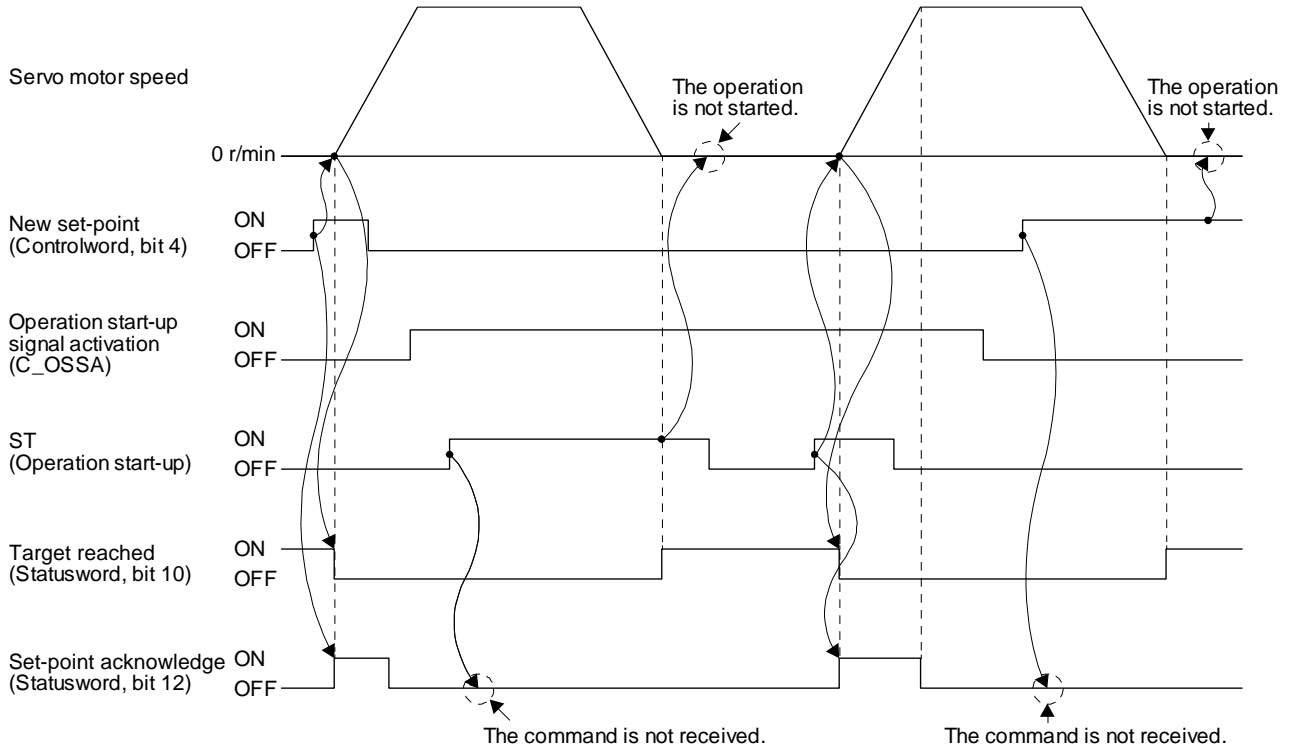 Servo motor speed
The operation
is not started.
The operation
is not started.
0 r/min
New set-point
(Controlword, bit 4)
ON
OFF
Operation start-up
signal activation
(C_OSSA)
ON
OFF
ST
(Operation start-up)
ON
OFF
Target reached
(Statusword, bit 10)
ON
OFF
Set-point acknowledge
(Statusword, bit 12)
ON
OFF
The command is not received.
The command is not received.